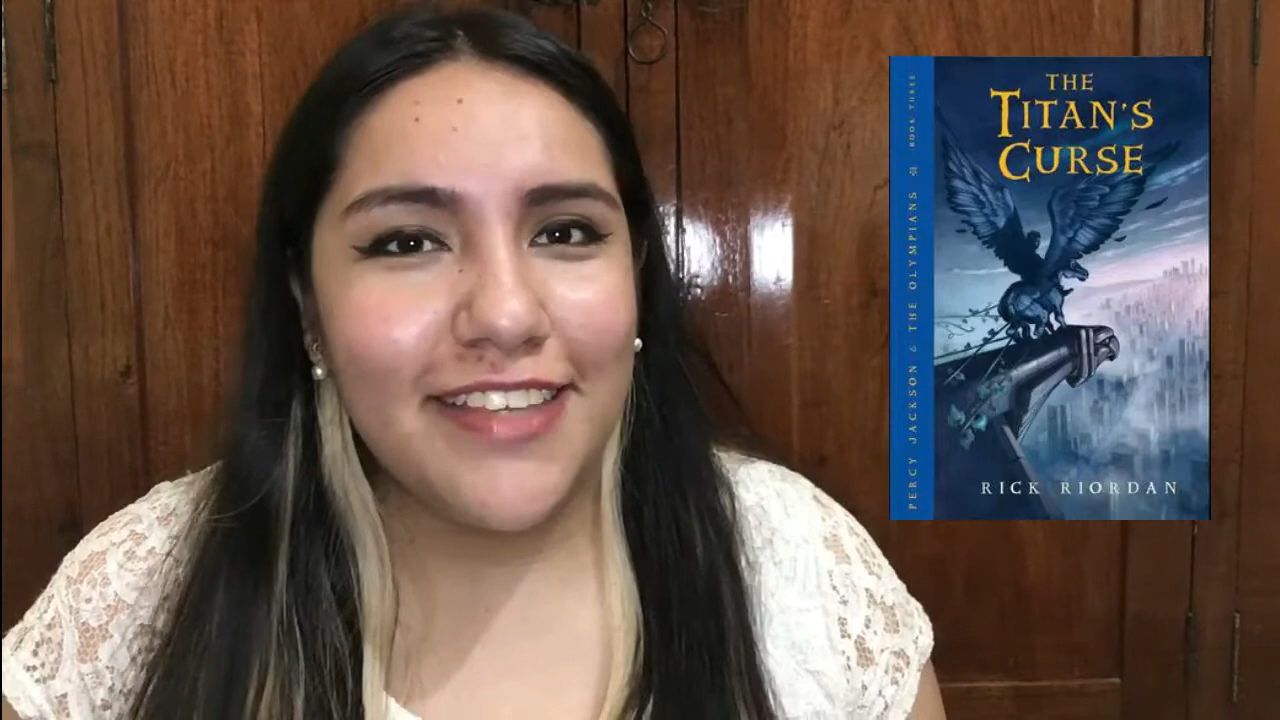 THE
TITAN'S
CURSE
PERCY JACKSON & THE OLYMPIANS BOOK THREE
RICK RIORDAN